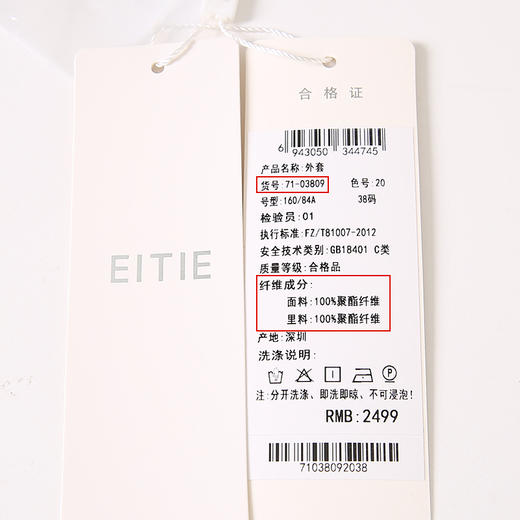 EITIE
合格证
6 943050 344745
产品名称:外套
货号:71-03809 色号:20
号型:160/84A 38码
检验员:01
执行标准:FZ/T81007-2012
安全技术类别:GB18401 C类
质量等级:合格品
纤维成分:
面料:100%聚酯纤维
里料:100%聚酯纤维
产地:深圳
洗涤说明:
注:分开洗涤、即洗即晾、不可浸泡!
RMB:2499
71038092038